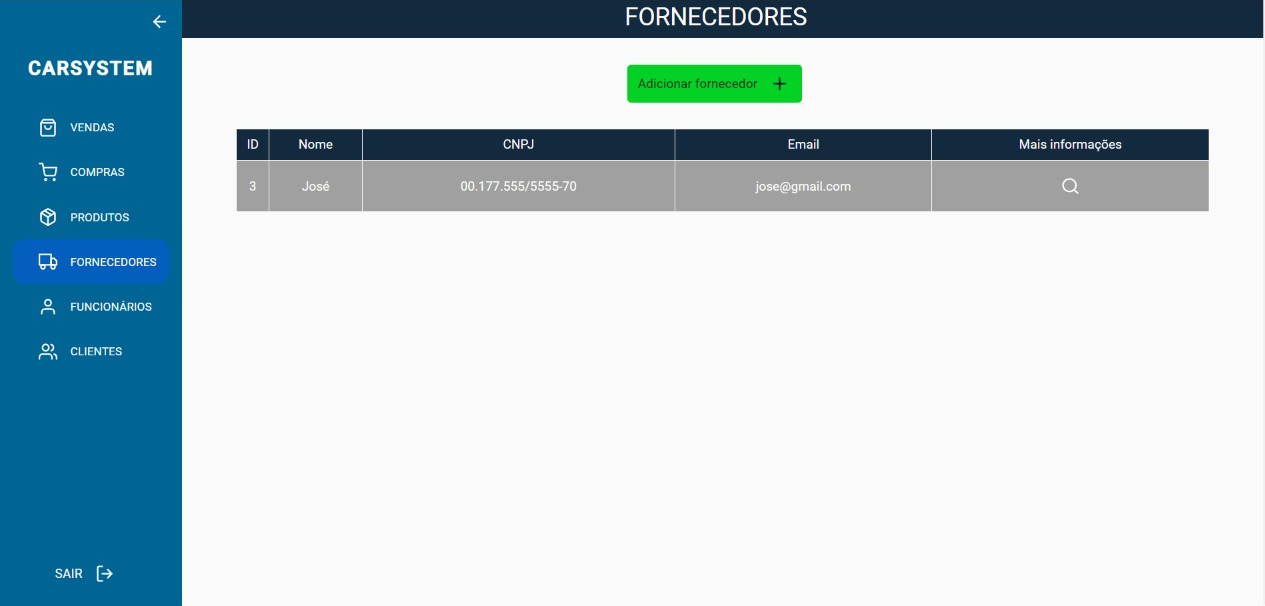 FORNECEDORES
CARSYSTEM
VENDAS
COMPRAS
PRODUTOS
FORNECEDORES
FUNCIONÁRIOS
CLIENTES
SAIR
Adicionar fornecedor
ID Nome CNPJ Email Mais informações
3 José 00.177.555/5555-70 jose@gmail.com